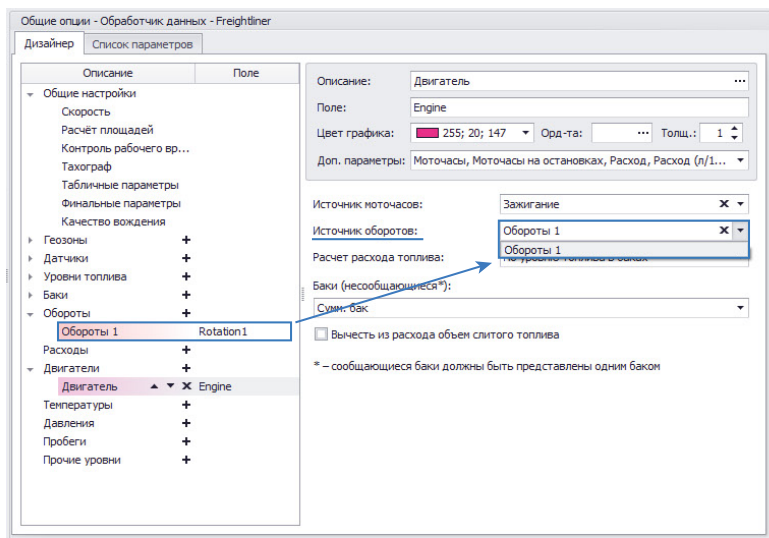 Общие опции - Обработчик данных - Freightliner
Дизайнер Список параметров
Описание Поле
Общие настройки
Скорость
Расчёт площадей
Контроль рабочего вр...
Тахограф
Табличные параметры
Финальные параметры
Качество вождения
Геозоны +
Датчики +
Уровни топлива +
Баки +
Обороты +
Обороты 1 Rotation1
Расходы +
Двигатели +
Двигатель Engine
Температуры +
Давления +
Пробеги +
Прочие уровни +
Описание: Двигатель ...
Поле: Engine
Цвет графика: 255; 20; 147 Орд-та: ... Толщ.: 1
Доп. параметры: Моточасы, Моточасы на остановках, Расход, Расход (л/1...
Источник моточасов: Зажигание
Источник оборотов: Обороты 1
Обороты 1
Расчет расхода топлива:
Баки (несообщающиеся*):
Сумм. бак
Вычесть из расхода объем слитого топлива
* – сообщающиеся баки должны быть представлены одним баком